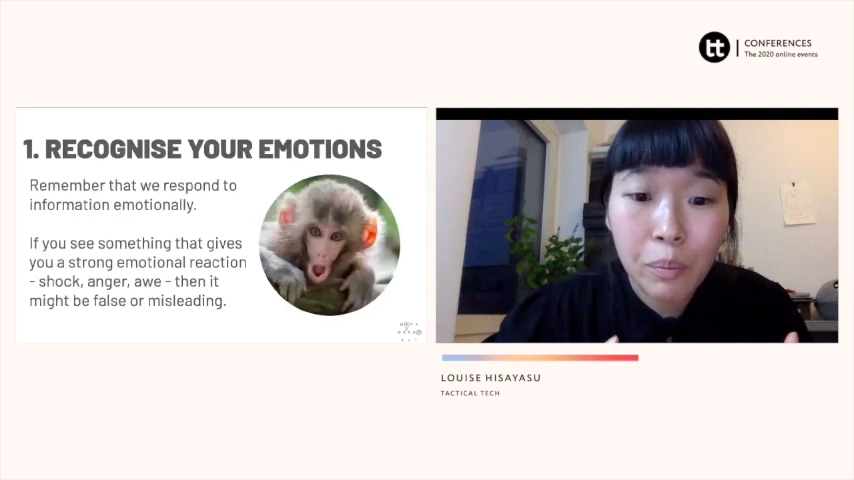 tt
CONFERENCES
The 2020 online events
1. RECOGNISE YOUR EMOTIONS
Remember that we respond to
information emotionally.
If you see something that gives
you a strong emotional reaction
- shock, anger, awe - then it
might be false or misleading.
LOUISE HISAYASU
TACTICAL TECH